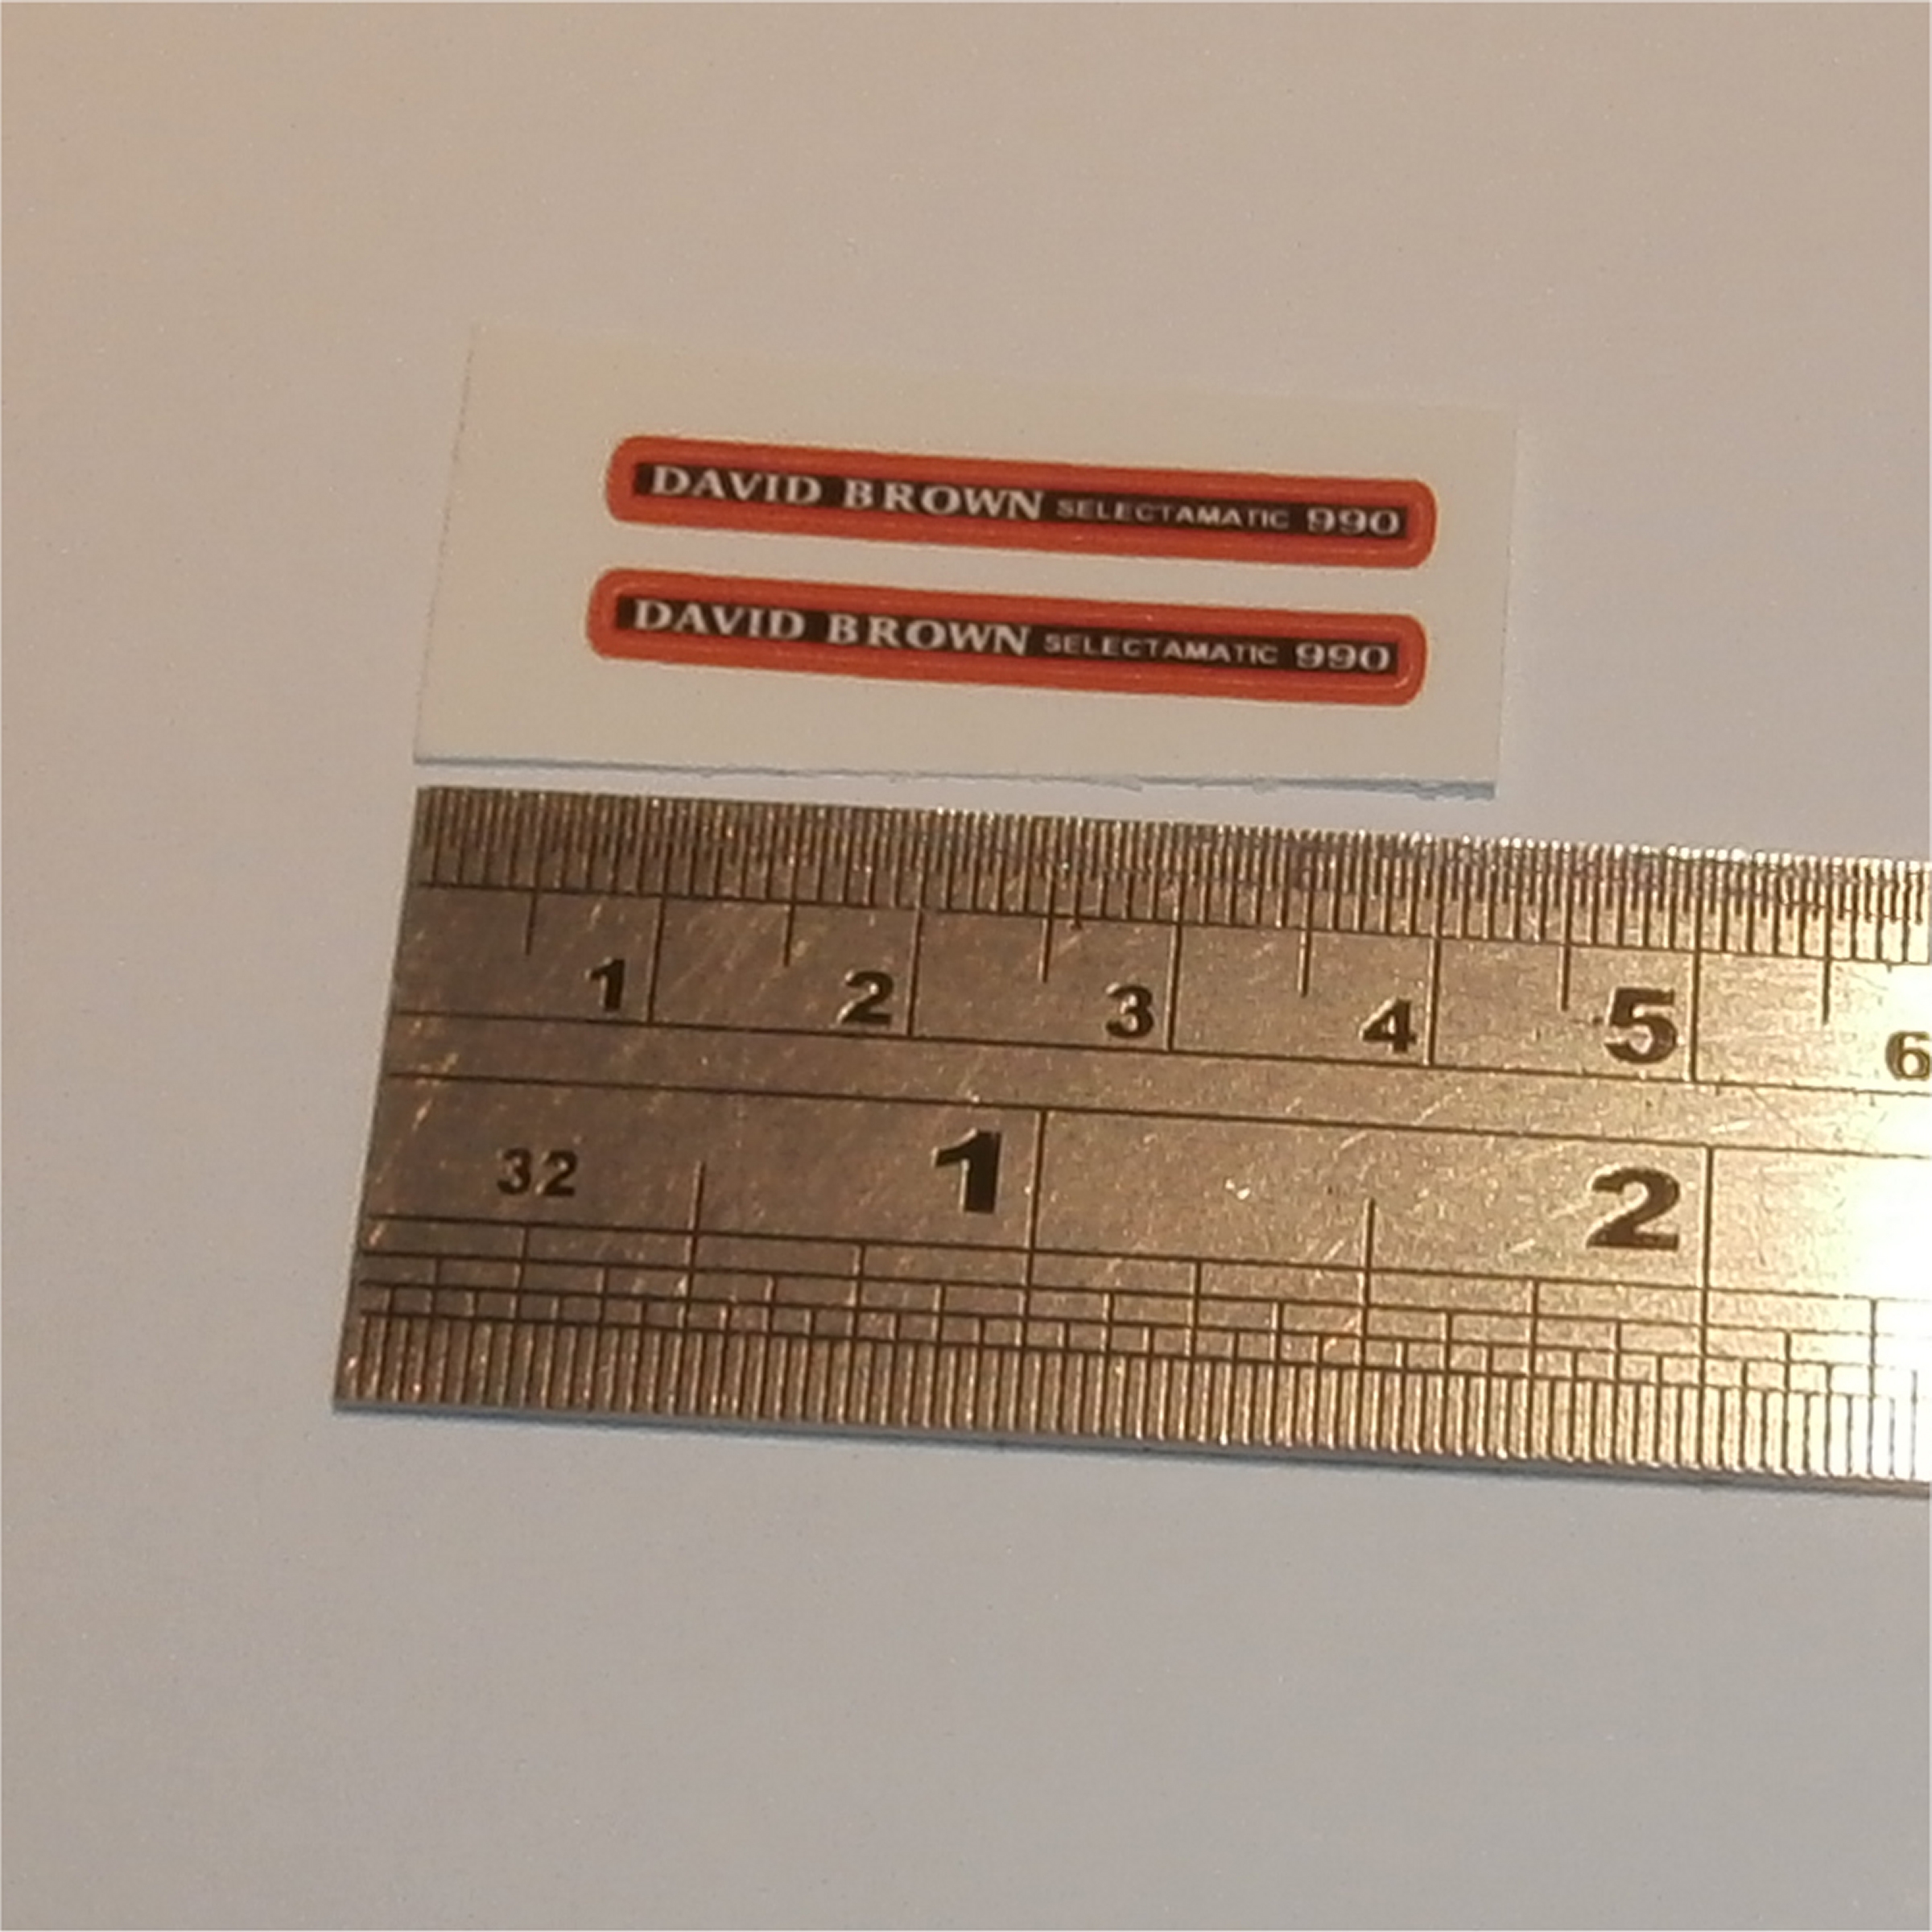 DAVID BROWN SELECTAMATIC 990
DAVID BROWN SELECTAMATIC 990
1 2 3 4 5 6
32 1 2